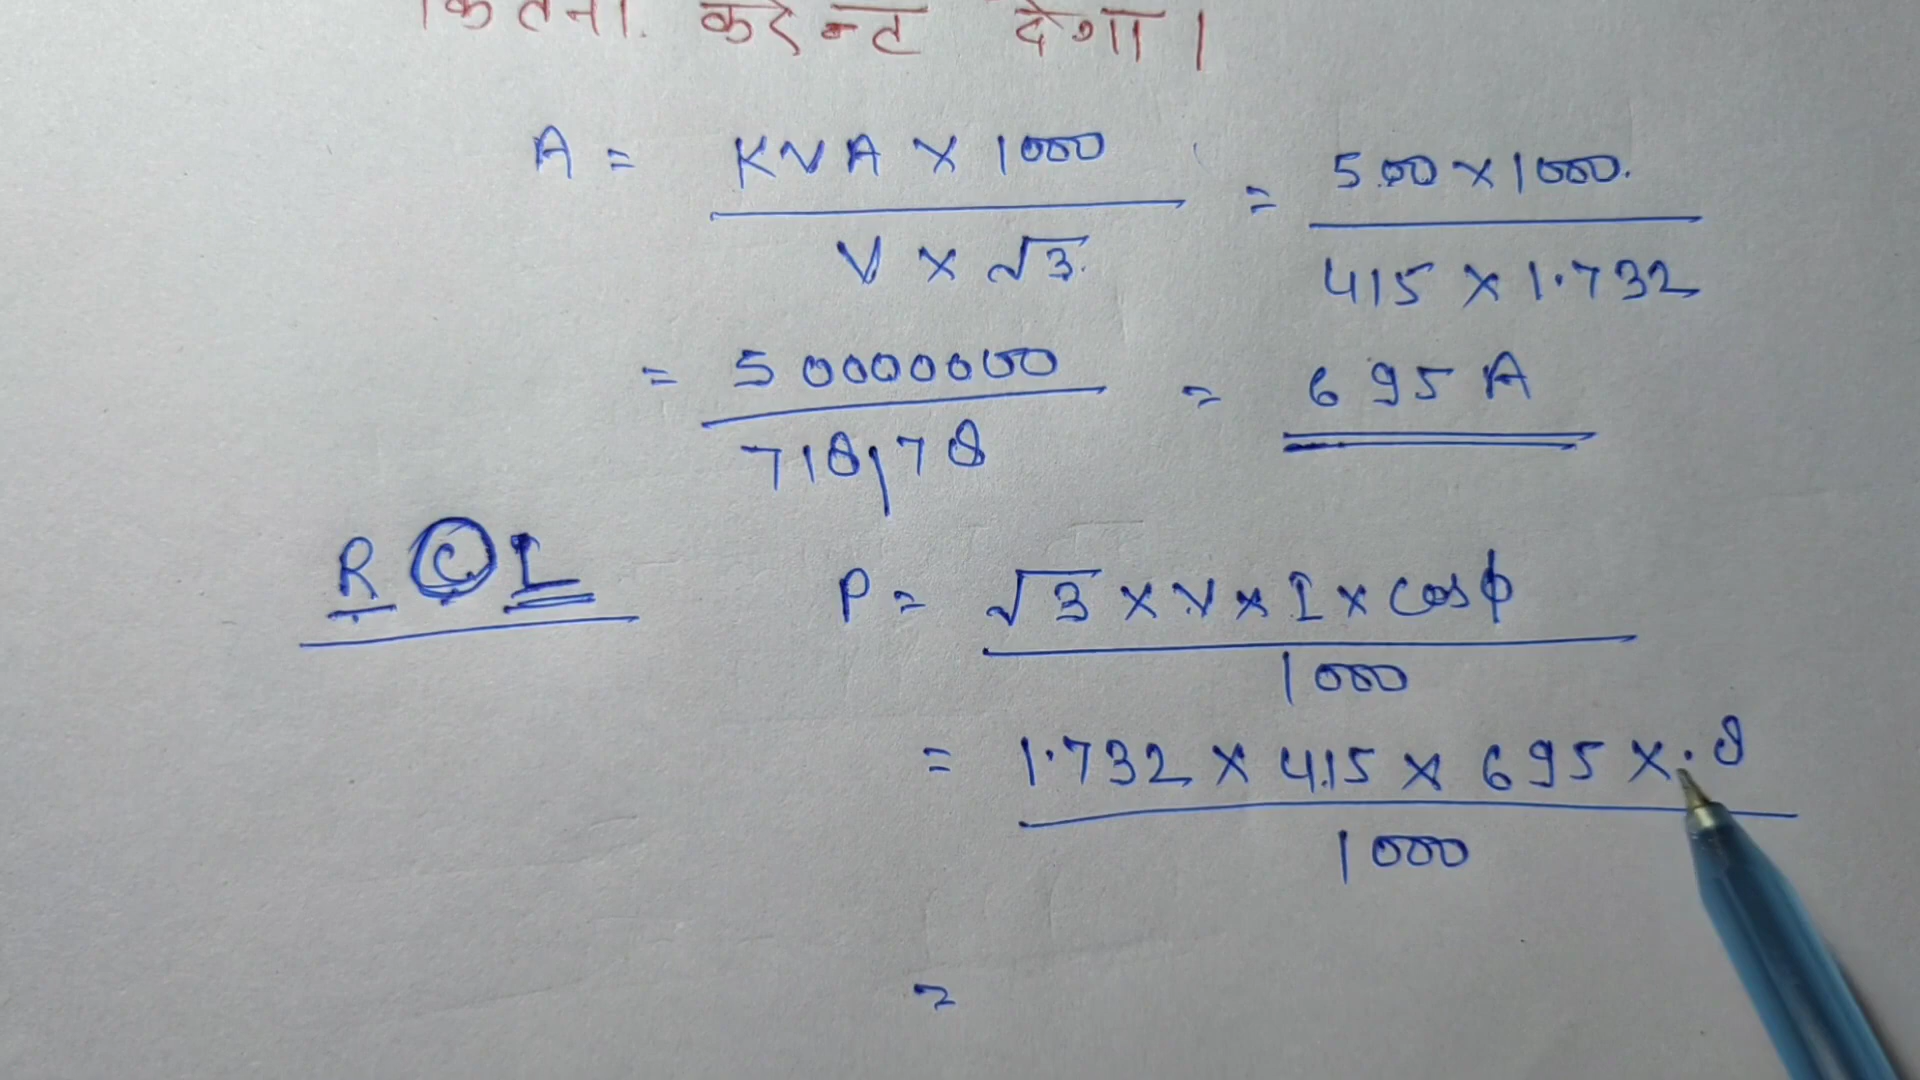 कितना करेन्ट देगा।
A = KVA × 1000 / V × √3 = 500 × 1000 / 415 × 1.732
= 50000000 / 718,78 = 695 A
R C L
P = √3 × V × I × cosϕ / 1000
= 1.732 × 415 × 695 × .8 / 1000
=